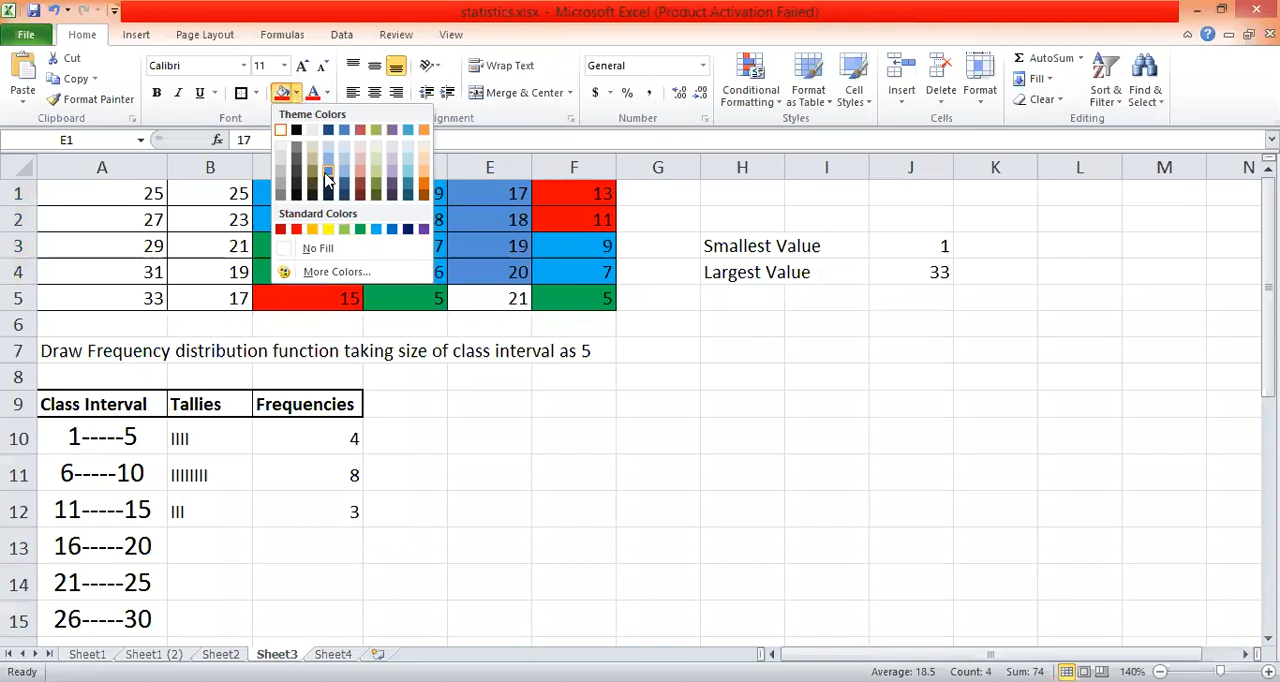 statistics.xlsx - Microsoft Excel (Product Activation Failed)
File Home Insert Page Layout Formulas Data Review View
Paste
Cut
Copy
Format Painter
Clipboard
Calibri 11
B I U
Font
Wrap Text
Merge & Center
lignment
General
$ % ,
Number
Conditional Formatting
Format as Table
Cell Styles
Styles
Insert Delete Format
Cells
AutoSum
Fill
Clear
Sort & Filter
Find & Select
Editing
E1 fx 17
Theme Colors
Standard Colors
No Fill
More Colors...
A B E F G H I J K L M N
1 25 25 9 17 13
2 27 23 8 18 11
3 29 21 7 19 9 Smallest Value 1
4 31 19 6 20 7 Largest Value 33
5 33 17 15 5 21 5
6
7 Draw Frequency distribution function taking size of class interval as 5
8
9 Class Interval Tallies Frequencies
10 1-----5 IIII 4
11 6-----10 IIIIIIII 8
12 11-----15 III 3
13 16-----20
14 21-----25
15 26-----30
Sheet1 Sheet1 (2) Sheet2 Sheet3 Sheet4
Ready Average: 18.5 Count: 4 Sum: 74 140%